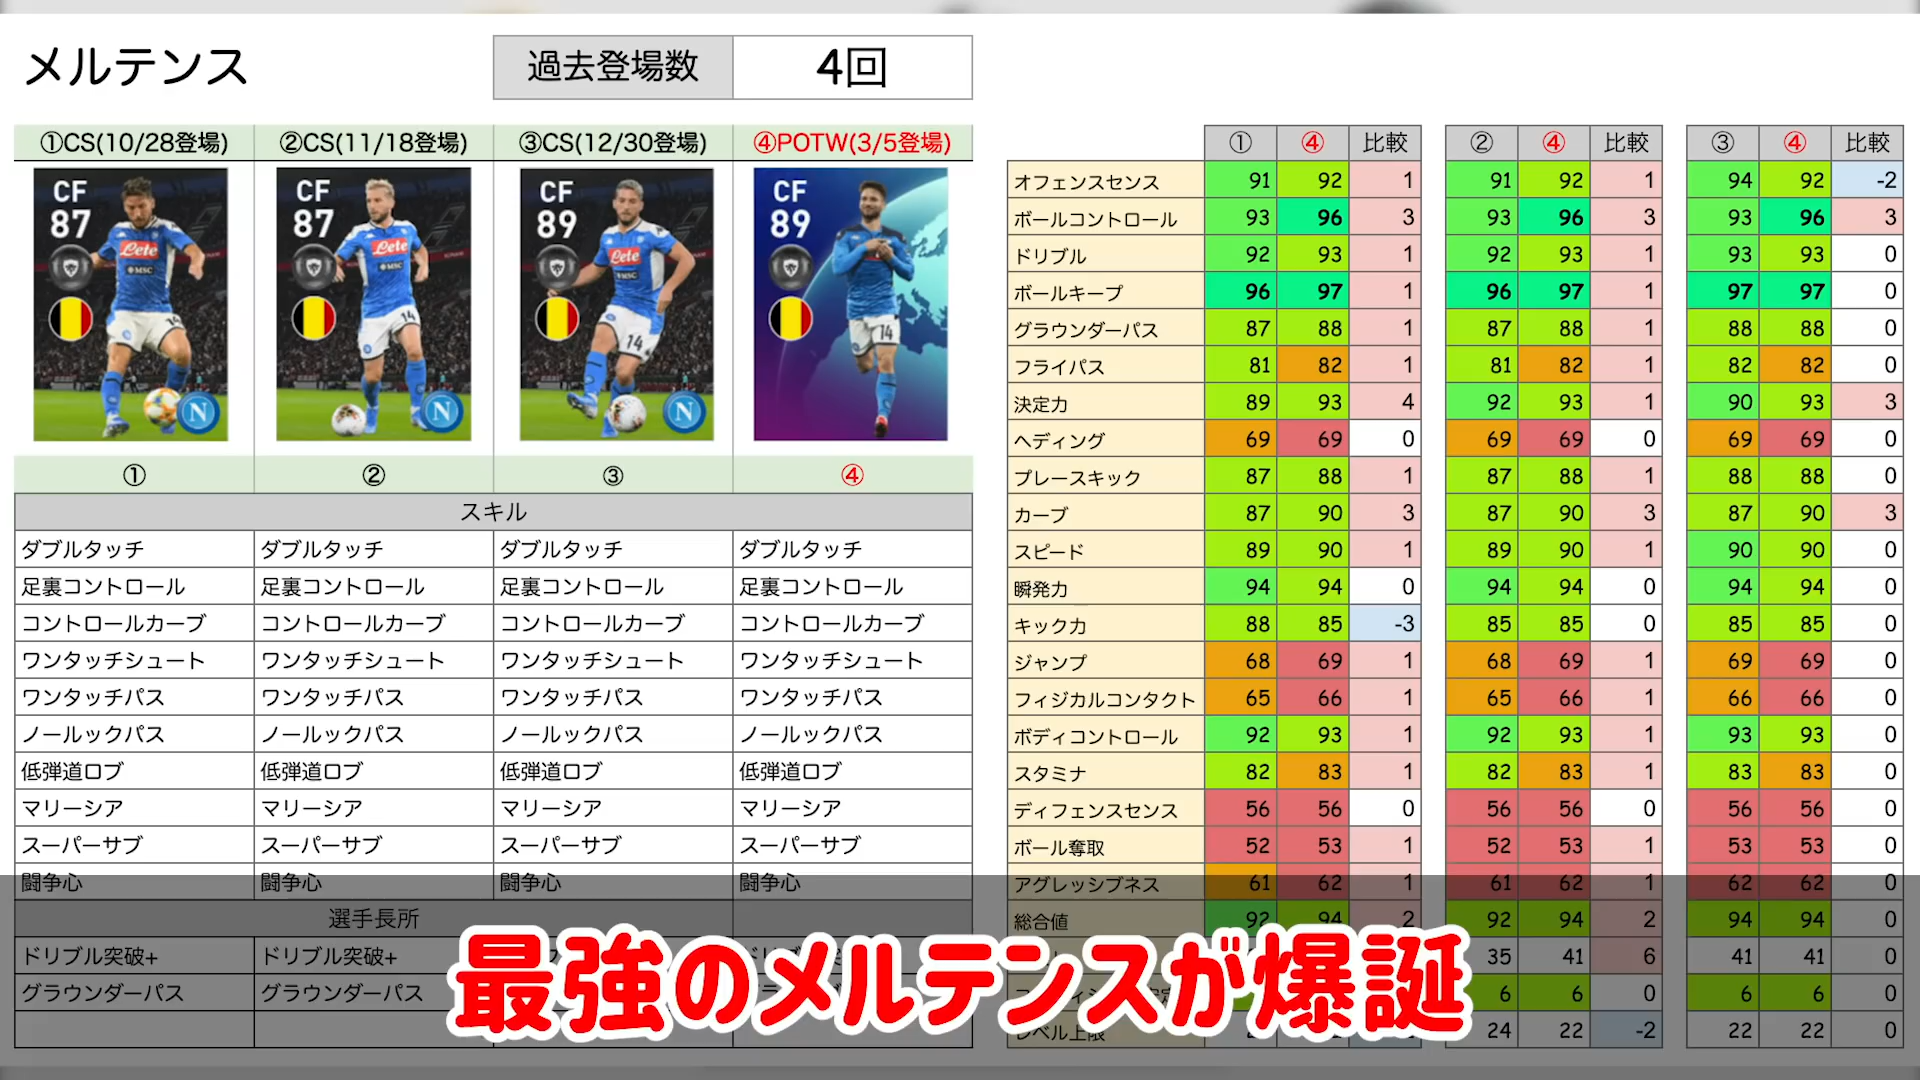 メルテンス
過去登場数 4回
①CS(10/28登場) ②CS(11/18登場) ③CS(12/30登場) ④POTW(3/5登場)
CF 87 CF 87 CF 89 CF 89
Lete Lete Lete
MSC MSC MSC
14 14 14 14
N N N
① ② ③ ④
スキル
ダブルタッチ ダブルタッチ ダブルタッチ ダブルタッチ
足裏コントロール 足裏コントロール 足裏コントロール 足裏コントロール
コントロールカーブ コントロールカーブ コントロールカーブ コントロールカーブ
ワンタッチシュート ワンタッチシュート ワンタッチシュート ワンタッチシュート
ワンタッチパス ワンタッチパス ワンタッチパス ワンタッチパス
ノールックパス ノールックパス ノールックパス ノールックパス
低弾道ロブ 低弾道ロブ 低弾道ロブ 低弾道ロブ
マリーシア マリーシア マリーシア マリーシア
スーパーサブ スーパーサブ スーパーサブ スーパーサブ
闘争心 闘争心 闘争心 闘争心
選手長所
ドリブル突破+ ドリブル突破+
グラウンダーパス グラウンダーパス
① ④ 比較 ② ④ 比較 ③ ④ 比較
オフェンスセンス 91 92 1 91 92 1 94 92 -2
ボールコントロール 93 96 3 93 96 3 93 96 3
ドリブル 92 93 1 92 93 1 93 93 0
ボールキープ 96 97 1 96 97 1 97 97 0
グラウンダーパス 87 88 1 87 88 1 88 88 0
フライパス 81 82 1 81 82 1 82 82 0
決定力 89 93 4 92 93 1 90 93 3
ヘディング 69 69 0 69 69 0 69 69 0
プレースキック 87 88 1 87 88 1 88 88 0
カーブ 87 90 3 87 90 3 87 90 3
スピード 89 90 1 89 90 1 90 90 0
瞬発力 94 94 0 94 94 0 94 94 0
キック力 88 85 -3 85 85 0 85 85 0
ジャンプ 68 69 1 68 69 1 69 69 0
フィジカルコンタクト 65 66 1 65 66 1 66 66 0
ボディコントロール 92 93 1 92 93 1 93 93 0
スタミナ 82 83 1 82 83 1 83 83 0
ディフェンスセンス 56 56 0 56 56 0 56 56 0
ボール奪取 52 53 1 52 53 1 53 53 0
アグレッシブネス 61 62 1 61 62 1 62 62 0
総合値 92 94 2 92 94 2 94 94 0
35 41 6 41 41 0
6 6 0 6 6 0
レベル上限 24 22 -2 22 22 0
最強のメルテンスが爆誕